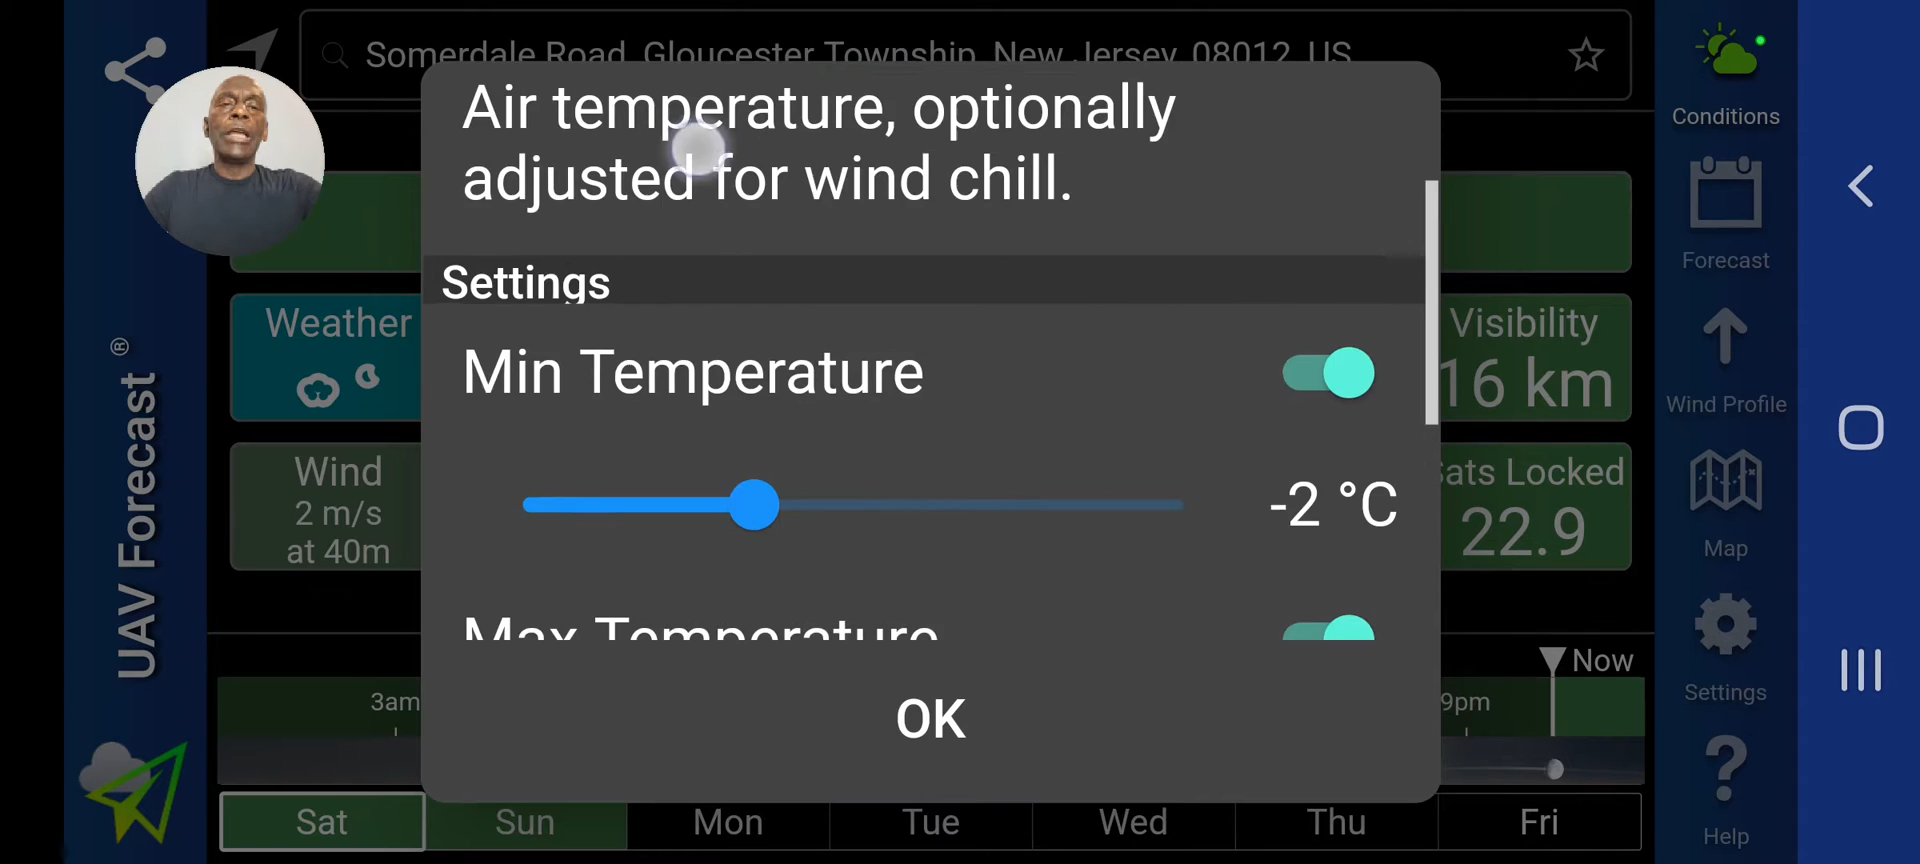 Somerdale Road, Gloucester Township, New Jersey, 08012, US
Air temperature, optionally
adjusted for wind chill.
Settings
Min Temperature
-2 °C
Max Temperature
OK
UAV Forecast®
Weather
Wind
2 m/s
at 40m
Visibility
16 km
Sats Locked
22.9
3am
9pm
Now
Sat
Sun
Mon
Tue
Wed
Thu
Fri
Conditions
Forecast
Wind Profile
Map
Settings
Help